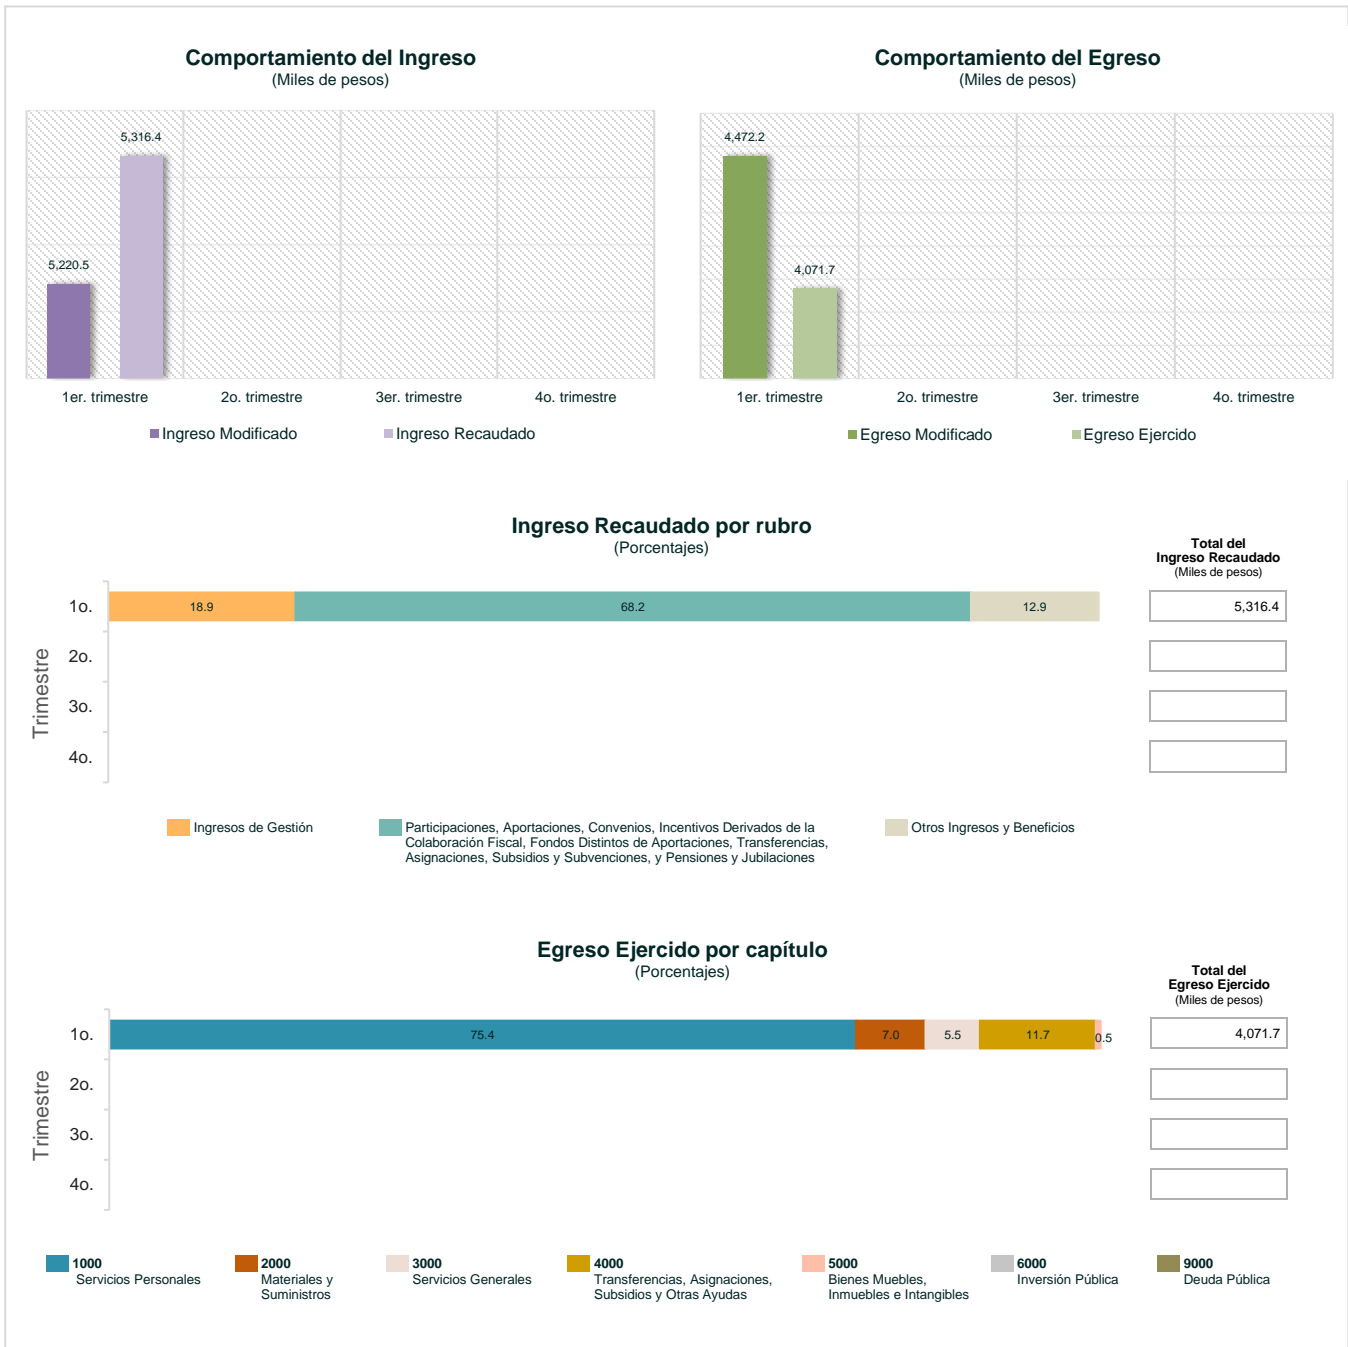 Comportamiento del Ingreso
(Miles de pesos)
5,316.4
5,220.5
1er. trimestre
2o. trimestre
3er. trimestre
4o. trimestre
Ingreso Modificado
Ingreso Recaudado
Comportamiento del Egreso
(Miles de pesos)
4,472.2
4,071.7
1er. trimestre
2o. trimestre
3er. trimestre
4o. trimestre
Egreso Modificado
Egreso Ejercido
Ingreso Recaudado por rubro
(Porcentajes)
Total del
Ingreso Recaudado
(Miles de pesos)
Trimestre
1o.
18.9
68.2
12.9
5,316.4
2o.
3o.
4o.
Ingresos de Gestión
Participaciones, Aportaciones, Convenios, Incentivos Derivados de la
Colaboración Fiscal, Fondos Distintos de Aportaciones, Transferencias,
Asignaciones, Subsidios y Subvenciones, y Pensiones y Jubilaciones
Otros Ingresos y Beneficios
Egreso Ejercido por capítulo
(Porcentajes)
Total del
Egreso Ejercido
(Miles de pesos)
Trimestre
1o.
75.4
7.0
5.5
11.7
0.5
4,071.7
2o.
3o.
4o.
1000
Servicios Personales
2000
Materiales y
Suministros
3000
Servicios Generales
4000
Transferencias, Asignaciones,
Subsidios y Otras Ayudas
5000
Bienes Muebles,
Inmuebles e Intangibles
6000
Inversión Pública
9000
Deuda Pública